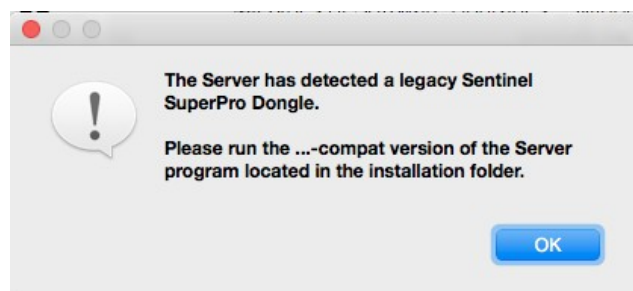 The Server has detected a legacy Sentinel
SuperPro Dongle.
Please run the ...-compat version of the Server
program located in the installation folder.
OK